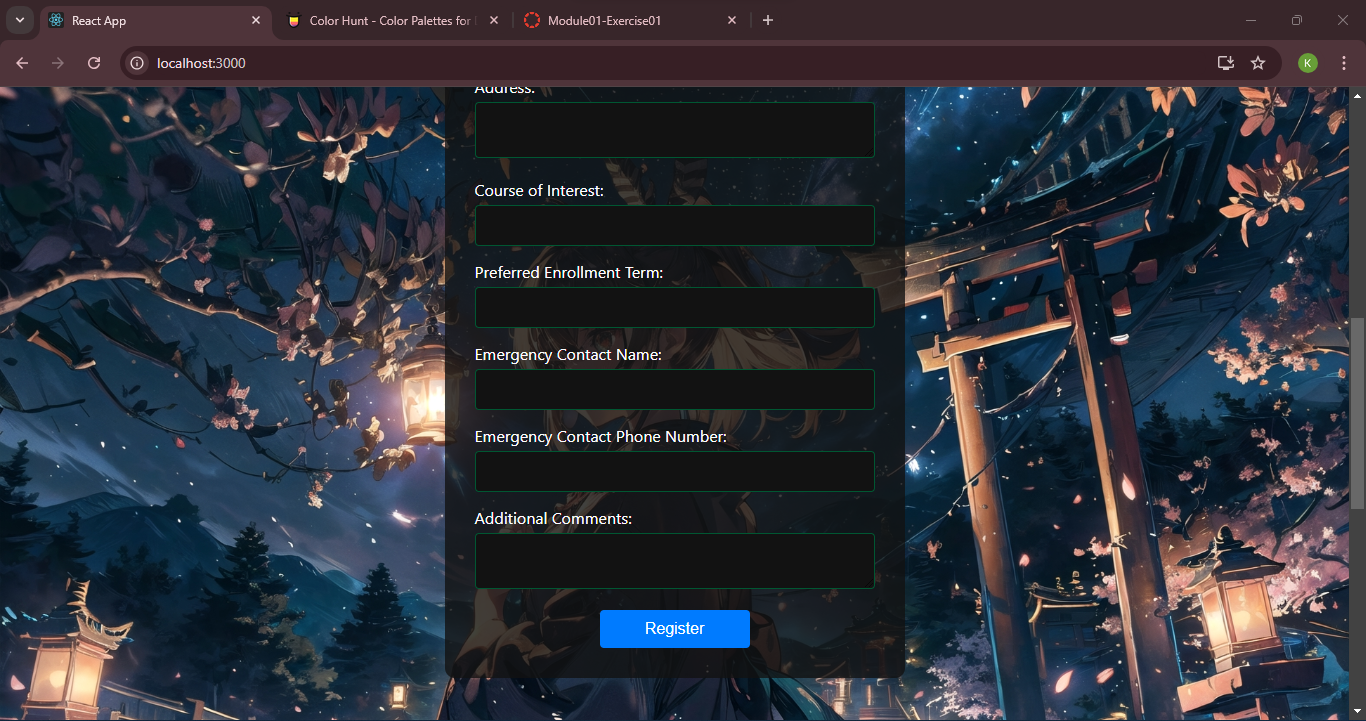 React App
Color Hunt - Color Palettes for
Module01-Exercise01
localhost:3000
K
Address:
Course of Interest:
Preferred Enrollment Term:
Emergency Contact Name:
Emergency Contact Phone Number:
Additional Comments:
Register